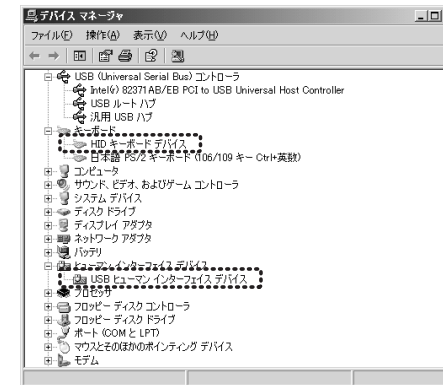 デバイス マネージャ
ファイル(F) 操作(A) 表示(V) ヘルプ(H)
USB (Universal Serial Bus) コントローラ
Intel(r) 82371AB/EB PCI to USB Universal Host Controller
USB ルート ハブ
汎用 USB ハブ
キーボード
HID キーボード デバイス
日本語 PS/2 キーボード (106/109 キー Ctrl+英数)
コンピュータ
サウンド、ビデオ、およびゲーム コントローラ
システム デバイス
ディスク ドライブ
ディスプレイ アダプタ
ネットワーク アダプタ
バッテリ
ヒューマン インターフェイス デバイス
USB ヒューマン インターフェイス デバイス
プロセッサ
フロッピー ディスク コントローラ
フロッピー ディスク ドライブ
ポート (COM と LPT)
マウスとそのほかのポインティング デバイス
モデム